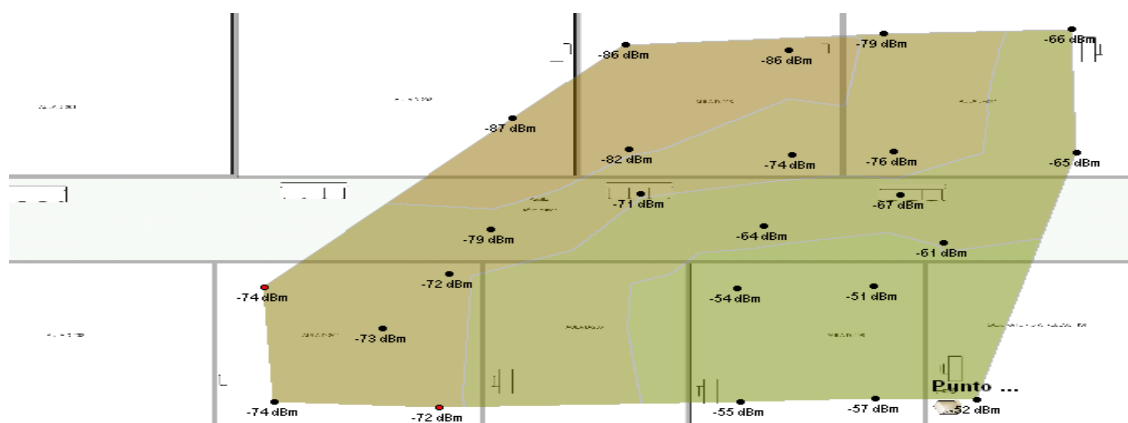 -66 dBm
-79 dBm
-86 dBm
-86 dBm
-87 dBm
-82 dBm
-74 dBm
-76 dBm
-65 dBm
-71 dBm
-67 dBm
-79 dBm
-64 dBm
-61 dBm
-72 dBm
-74 dBm
-54 dBm
-51 dBm
-73 dBm
Punto ...
-74 dBm
-72 dBm
-55 dBm
-57 dBm
-52 dBm